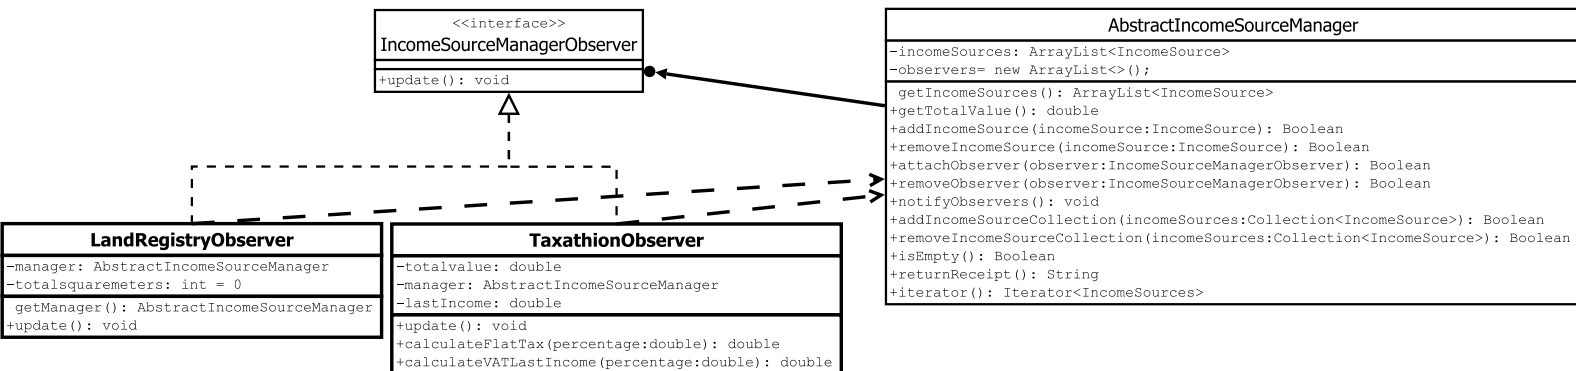 <<interface>>
IncomeSourceManagerObserver
+update(): void
AbstractIncomeSourceManager
-incomeSources: ArrayList<IncomeSource>
-observers= new ArrayList<>();
getIncomeSources(): ArrayList<IncomeSource>
+getTotalValue(): double
+addIncomeSource(incomeSource:IncomeSource): Boolean
+removeIncomeSource(incomeSource:IncomeSource): Boolean
+attachObserver(observer:IncomeSourceManagerObserver): Boolean
+removeObserver(observer:IncomeSourceManagerObserver): Boolean
+notifyObservers(): void
+addIncomeSourceCollection(incomeSources:Collection<IncomeSource>): Boolean
+removeIncomeSourceCollection(incomeSources:Collection<IncomeSource>): Boolean
+isEmpty(): Boolean
+returnReceipt(): String
+iterator(): Iterator<IncomeSources>
LandRegistryObserver
-manager: AbstractIncomeSourceManager
-totalsquaremeters: int = 0
getManager(): AbstractIncomeSourceManager
+update(): void
TaxathionObserver
-totalvalue: double
-manager: AbstractIncomeSourceManager
-lastIncome: double
+update(): void
+calculateFlatTax(percentage:double): double
+calculateVATLastIncome(percentage:double): double